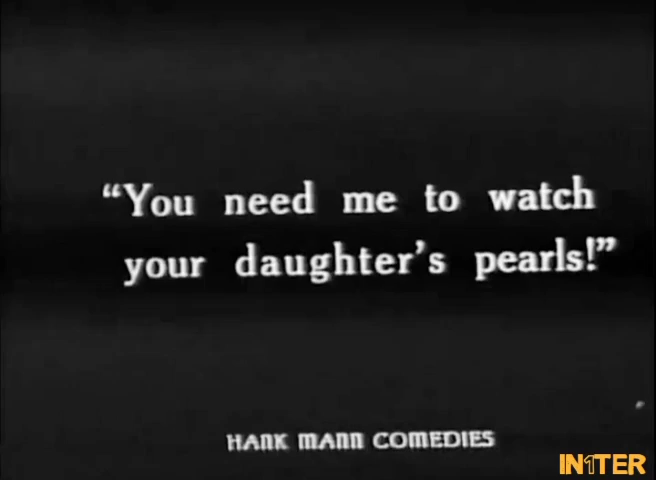 “You need me to watch
your daughter's pearls!”
HANK MANN COMEDIES
IN1TER